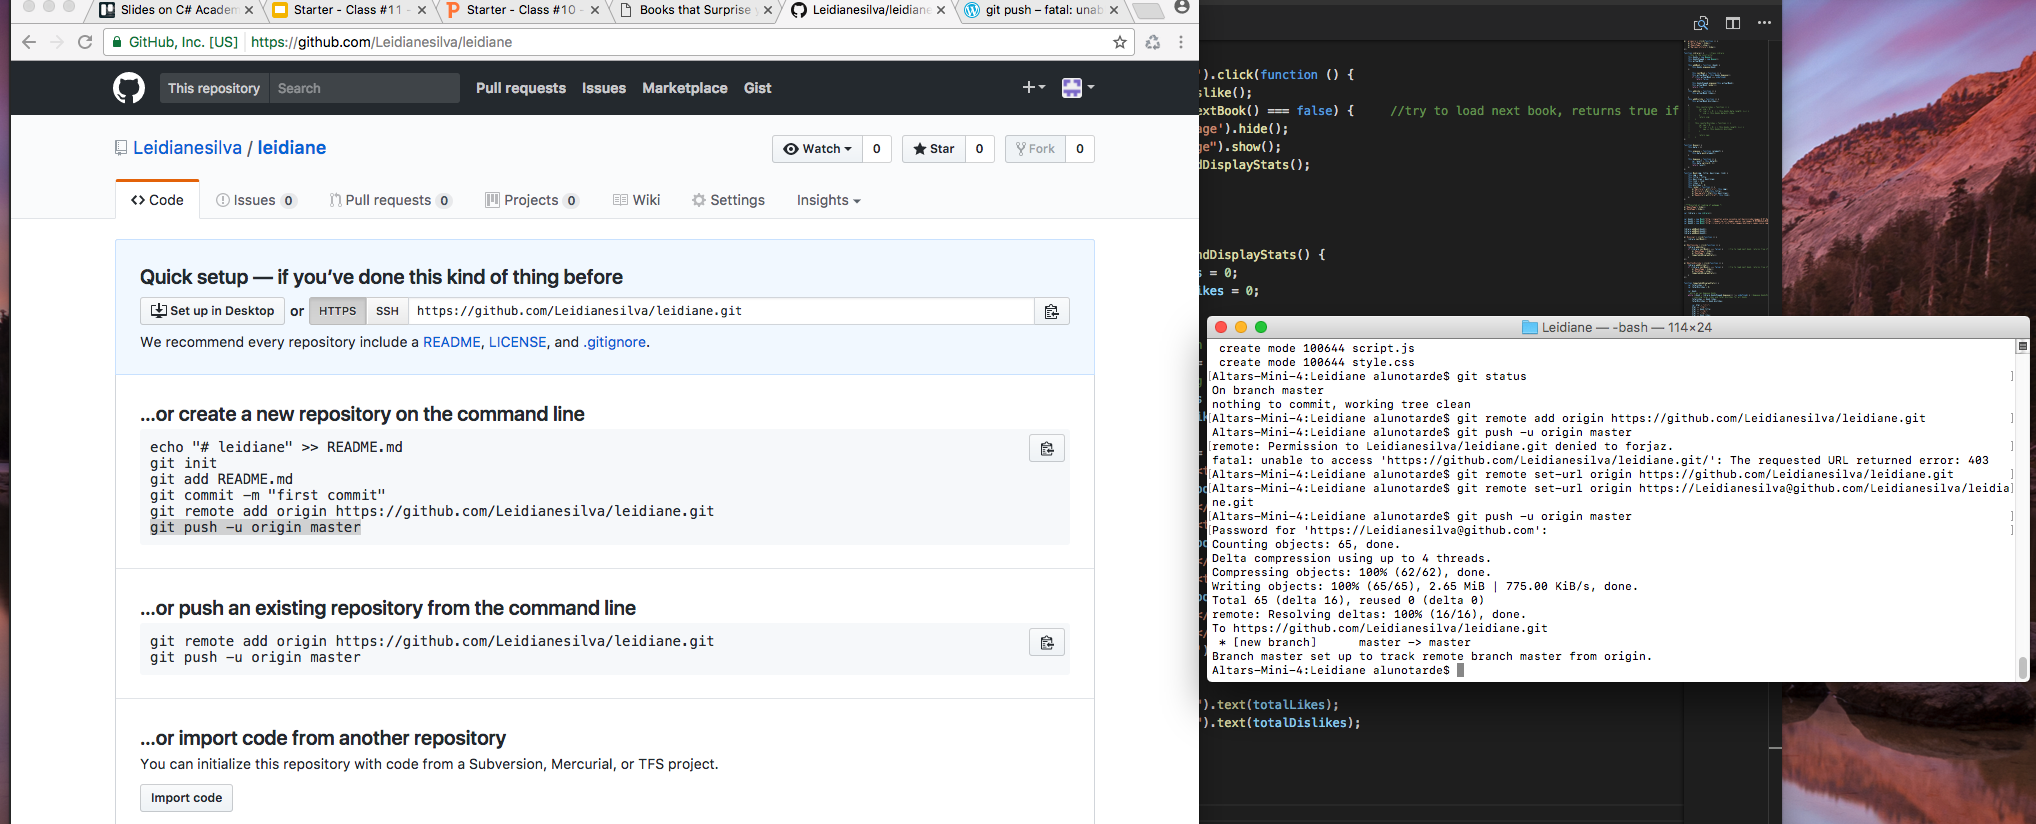 Slides on C# Academ
Starter - Class #11 -
Starter - Class #10 -
Books that Surprise
Leidianesilva/leidiane
git push – fatal: unab
GitHub, Inc. [US]
https://github.com/Leidianesilva/leidiane
This repository
Search
Pull requests
Issues
Marketplace
Gist
Leidianesilva / leidiane
Watch
0
Star
0
Fork
0
Code
Issues 0
Pull requests 0
Projects 0
Wiki
Settings
Insights
Quick setup — if you've done this kind of thing before
Set up in Desktop
or
HTTPS
SSH
https://github.com/Leidianesilva/leidiane.git
We recommend every repository include a README, LICENSE, and .gitignore.
…or create a new repository on the command line
echo "# leidiane" >> README.md
git init
git add README.md
git commit -m "first commit"
git remote add origin https://github.com/Leidianesilva/leidiane.git
git push -u origin master
…or push an existing repository from the command line
git remote add origin https://github.com/Leidianesilva/leidiane.git
git push -u origin master
…or import code from another repository
You can initialize this repository with code from a Subversion, Mercurial, or TFS project.
Import code
').click(function () {
slike();
extBook() === false) { //try to load next book, returns true if
age').hide();
ge").show();
ndDisplayStats();
ndDisplayStats() {
s = 0;
ikes = 0;
Leidiane — -bash — 114×24
create mode 100644 script.js
create mode 100644 style.css
[Altars-Mini-4:Leidiane alunotarde$ git status ]
On branch master
nothing to commit, working tree clean
[Altars-Mini-4:Leidiane alunotarde$ git remote add origin https://github.com/Leidianesilva/leidiane.git ]
Altars-Mini-4:Leidiane alunotarde$ git push -u origin master
[remote: Permission to Leidianesilva/leidiane.git denied to forjaz. ]
fatal: unable to access 'https://github.com/Leidianesilva/leidiane.git/': The requested URL returned error: 403
[Altars-Mini-4:Leidiane alunotarde$ git remote set-url origin https://github.com/Leidianesilva/leidiane.git ]
[Altars-Mini-4:Leidiane alunotarde$ git remote set-url origin https://Leidianesilva@github.com/Leidianesilva/leidia]
ne.git
[Altars-Mini-4:Leidiane alunotarde$ git push -u origin master ]
[Password for 'https://Leidianesilva@github.com': ]
Counting objects: 65, done.
Delta compression using up to 4 threads.
Compressing objects: 100% (62/62), done.
Writing objects: 100% (65/65), 2.65 MiB | 775.00 KiB/s, done.
Total 65 (delta 16), reused 0 (delta 0)
remote: Resolving deltas: 100% (16/16), done.
To https://github.com/Leidianesilva/leidiane.git
* [new branch] master -> master
Branch master set up to track remote branch master from origin.
Altars-Mini-4:Leidiane alunotarde$
').text(totalLikes);
').text(totalDislikes);